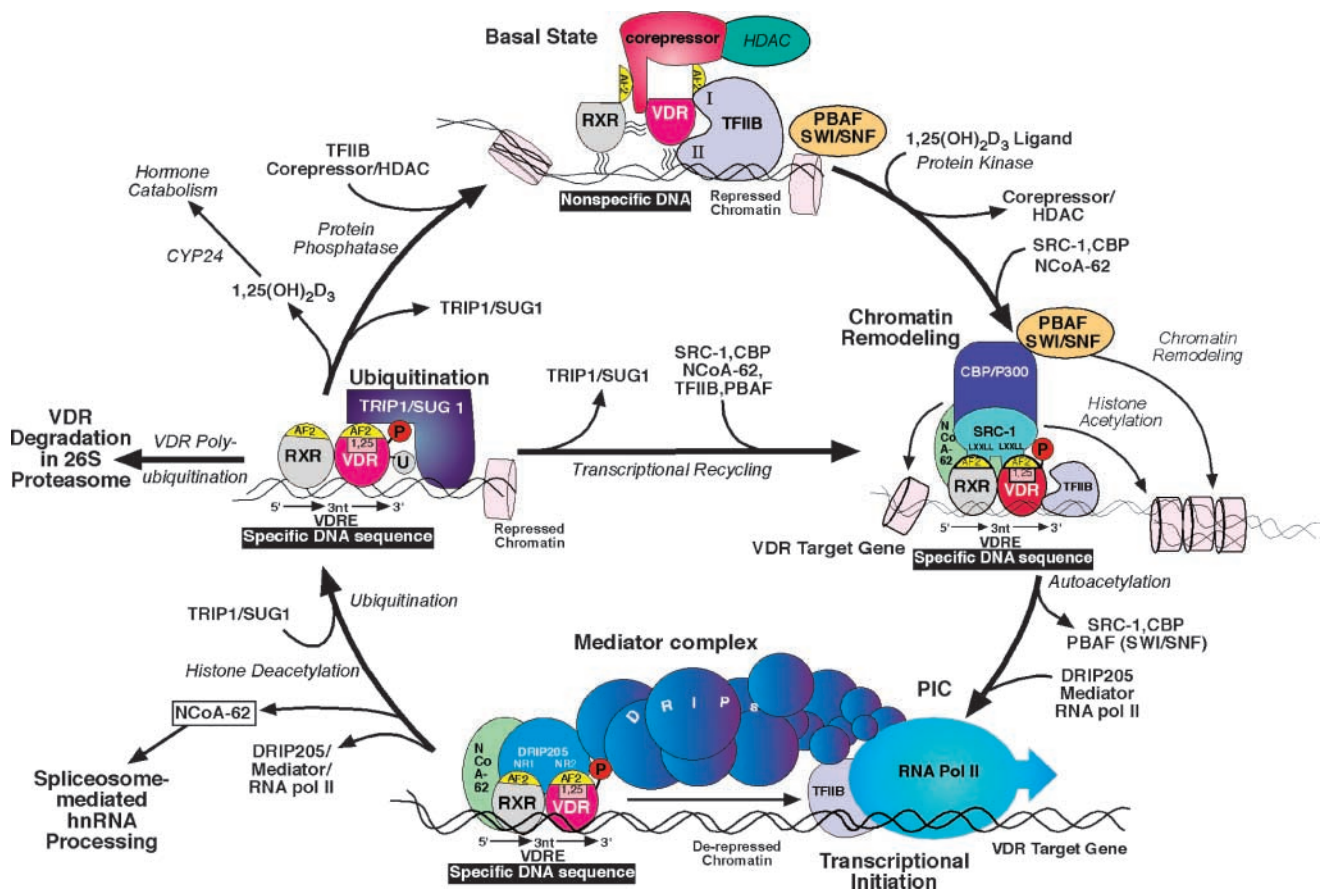 Basal State
corepressor
HDAC
AF2
AF2
RXR
VDR
I
II
TFIIB
PBAF
SWI/SNF
Nonspecific DNA
Repressed
Chromatin
1,25(OH)₂D₃ Ligand
Protein Kinase
Corepressor/
HDAC
SRC-1,CBP
NCoA-62
TFIIB
Corepressor/HDAC
Protein
Phosphatase
Hormone
Catabolism
CYP24
1,25(OH)₂D₃
TRIP1/SUG1
Chromatin
Remodeling
PBAF
SWI/SNF
Chromatin
Remodeling
CBP/P300
Histone
Acetylation
N
Co
A-
62
SRC-1
LXXLL LXXLL
P
AF2
AF2
1,25
RXR
VDR
TFIIB
5' 3nt 3'
VDRE
VDR Target Gene
Specific DNA sequence
Ubiquitination
TRIP1/SUG 1
AF2
AF2
P
1,25
RXR
VDR
U
5' 3nt 3'
VDRE
Specific DNA sequence
Repressed
Chromatin
VDR
Degradation
in 26S
Proteasome
VDR Poly-
ubiquitination
TRIP1/SUG1
SRC-1,CBP
NCoA-62,
TFIIB,PBAF
Transcriptional Recycling
Autoacetylation
SRC-1,CBP
PBAF (SWI/SNF)
DRIP205
Mediator
RNA pol II
TRIP1/SUG1
Ubiquitination
Histone Deacetylation
NCoA-62
DRIP205/
Mediator/
RNA pol II
Spliceosome-
mediated
hnRNA
Processing
Mediator complex
D R I P s
PIC
N
Co
A-
62
DRIP205
NR1 NR2
P
AF2
AF2
1,25
RXR
VDR
5' 3nt 3'
VDRE
Specific DNA sequence
De-repressed
Chromatin
TFIIB
RNA Pol II
Transcriptional
Initiation
VDR Target Gene